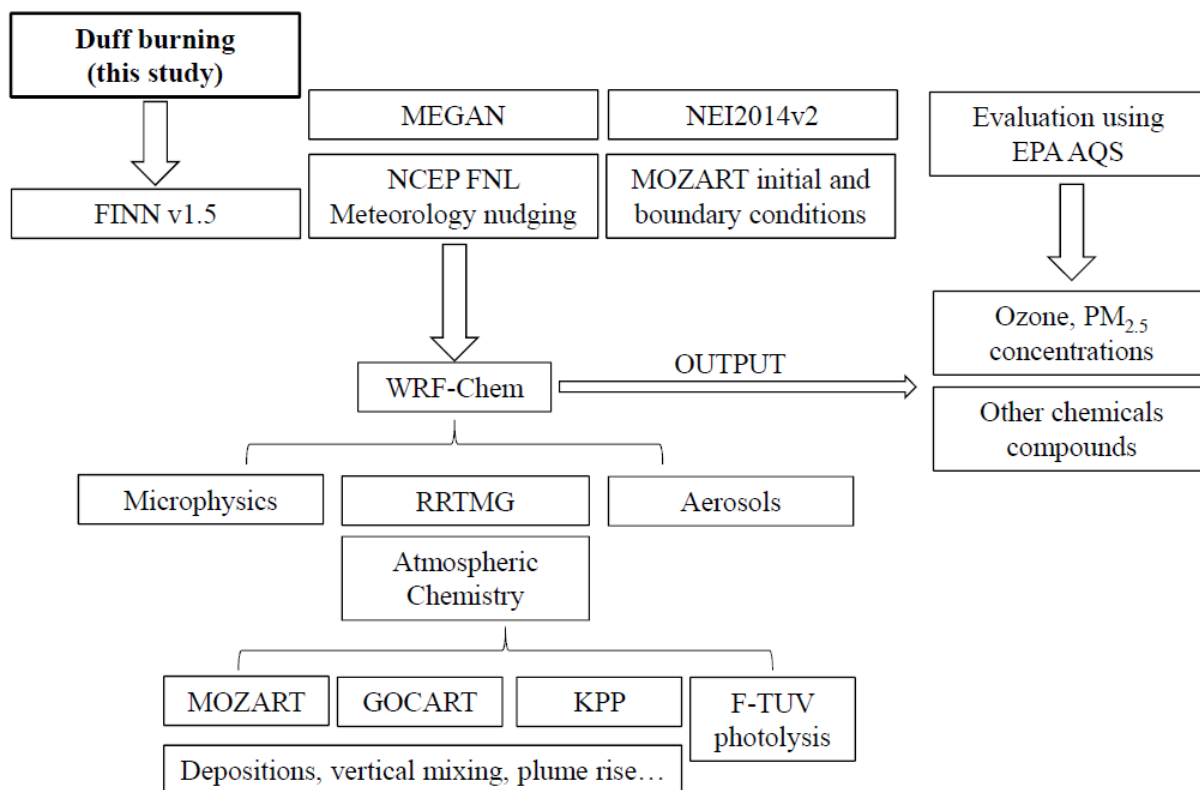 Duff burning
(this study)
MEGAN
NEI2014v2
Evaluation using
EPA AQS
FINN v1.5
NCEP FNL
Meteorology nudging
MOZART initial and
boundary conditions
Ozone, PM2.5
concentrations
WRF-Chem
OUTPUT
Other chemicals
compounds
Microphysics
RRTMG
Aerosols
Atmospheric
Chemistry
MOZART
GOCART
KPP
F-TUV
photolysis
Depositions, vertical mixing, plume rise…